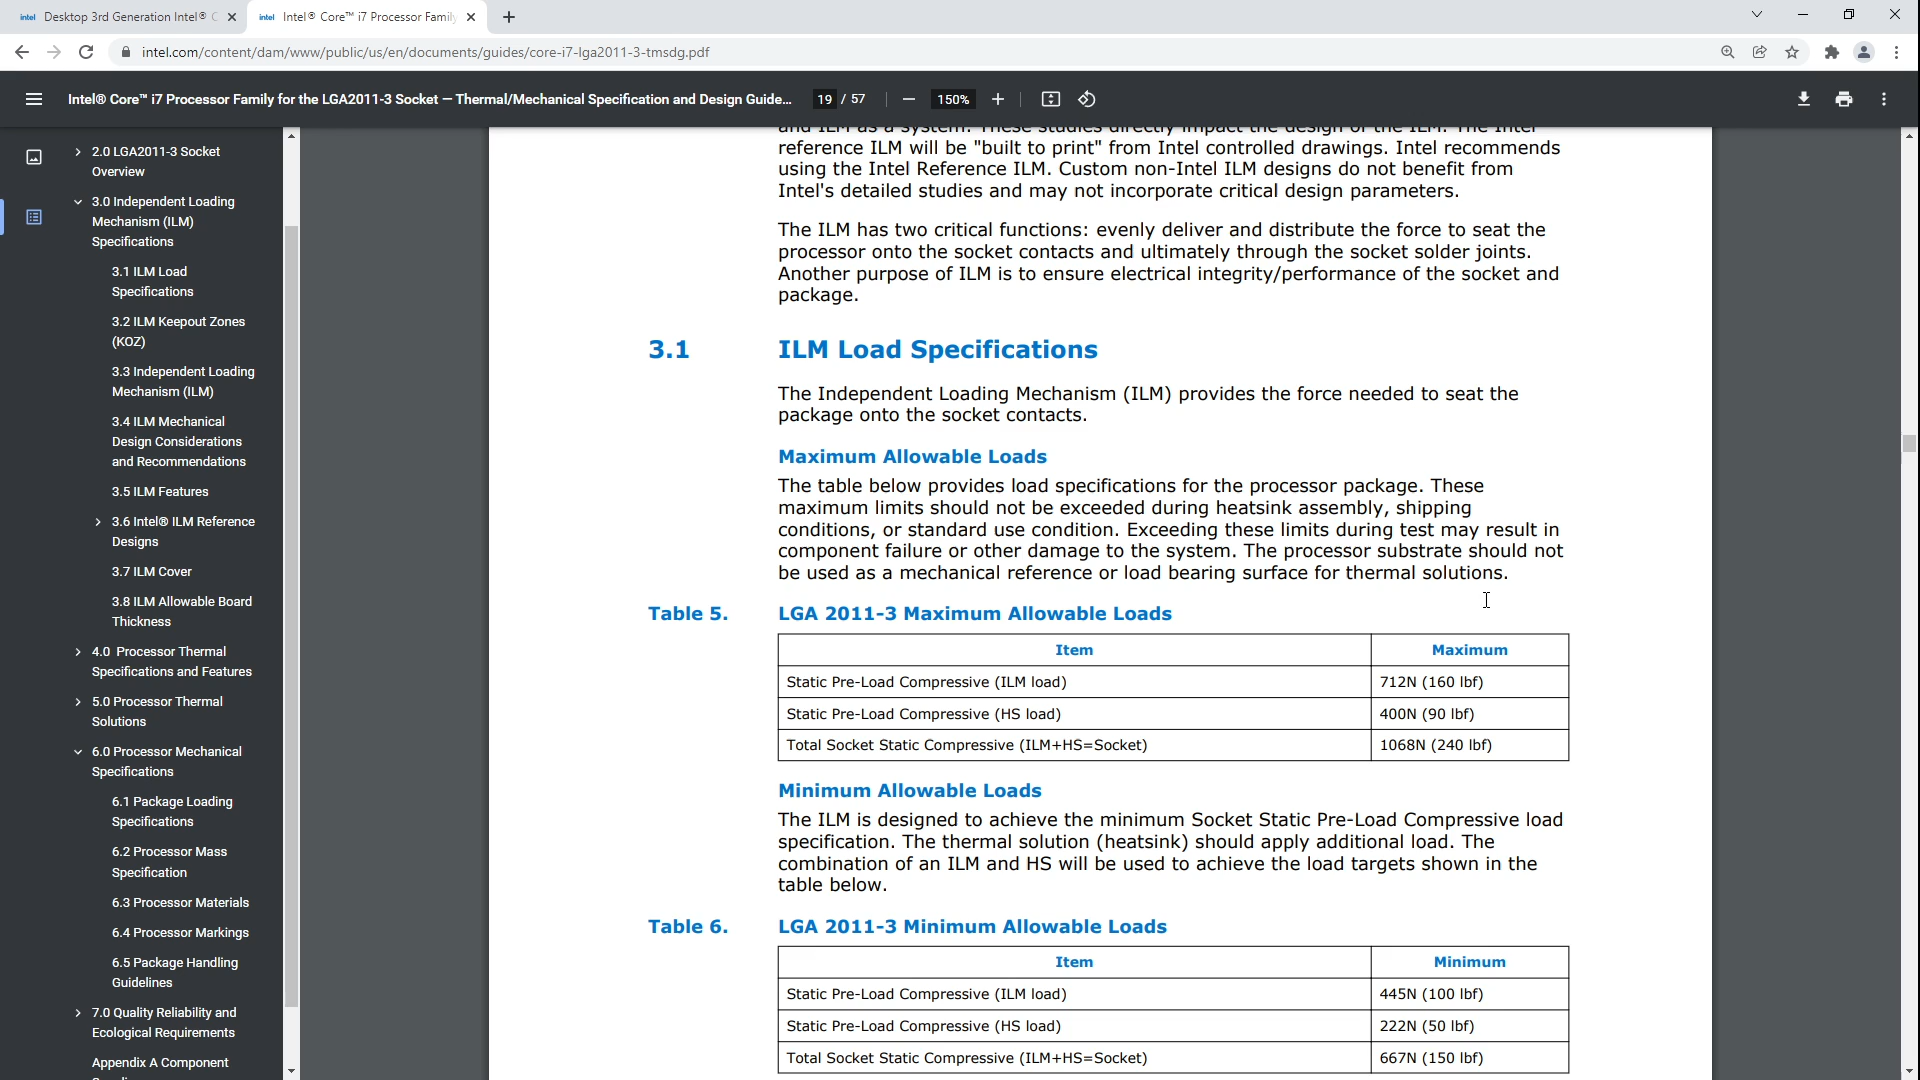 intel Desktop 3rd Generation Intel® C
intel Intel® Core™ i7 Processor Family
intel.com/content/dam/www/public/us/en/documents/guides/core-i7-lga2011-3-tmsdg.pdf
Intel® Core™ i7 Processor Family for the LGA2011-3 Socket – Thermal/Mechanical Specification and Design Guide... 19 / 57 150%
2.0 LGA2011-3 Socket
Overview
3.0 Independent Loading
Mechanism (ILM)
Specifications
3.1 ILM Load
Specifications
3.2 ILM Keepout Zones
(KOZ)
3.3 Independent Loading
Mechanism (ILM)
3.4 ILM Mechanical
Design Considerations
and Recommendations
3.5 ILM Features
3.6 Intel® ILM Reference
Designs
3.7 ILM Cover
3.8 ILM Allowable Board
Thickness
4.0 Processor Thermal
Specifications and Features
5.0 Processor Thermal
Solutions
6.0 Processor Mechanical
Specifications
6.1 Package Loading
Specifications
6.2 Processor Mass
Specification
6.3 Processor Materials
6.4 Processor Markings
6.5 Package Handling
Guidelines
7.0 Quality Reliability and
Ecological Requirements
Appendix A Component
and ILM as a system. These studies directly impact the design of the ILM. The Intel
reference ILM will be "built to print" from Intel controlled drawings. Intel recommends
using the Intel Reference ILM. Custom non-Intel ILM designs do not benefit from
Intel's detailed studies and may not incorporate critical design parameters.
The ILM has two critical functions: evenly deliver and distribute the force to seat the
processor onto the socket contacts and ultimately through the socket solder joints.
Another purpose of ILM is to ensure electrical integrity/performance of the socket and
package.
3.1 ILM Load Specifications
The Independent Loading Mechanism (ILM) provides the force needed to seat the
package onto the socket contacts.
Maximum Allowable Loads
The table below provides load specifications for the processor package. These
maximum limits should not be exceeded during heatsink assembly, shipping
conditions, or standard use condition. Exceeding these limits during test may result in
component failure or other damage to the system. The processor substrate should not
be used as a mechanical reference or load bearing surface for thermal solutions.
Table 5. LGA 2011-3 Maximum Allowable Loads
Item Maximum
Static Pre-Load Compressive (ILM load) 712N (160 lbf)
Static Pre-Load Compressive (HS load) 400N (90 lbf)
Total Socket Static Compressive (ILM+HS=Socket) 1068N (240 lbf)
Minimum Allowable Loads
The ILM is designed to achieve the minimum Socket Static Pre-Load Compressive load
specification. The thermal solution (heatsink) should apply additional load. The
combination of an ILM and HS will be used to achieve the load targets shown in the
table below.
Table 6. LGA 2011-3 Minimum Allowable Loads
Item Minimum
Static Pre-Load Compressive (ILM load) 445N (100 lbf)
Static Pre-Load Compressive (HS load) 222N (50 lbf)
Total Socket Static Compressive (ILM+HS=Socket) 667N (150 lbf)